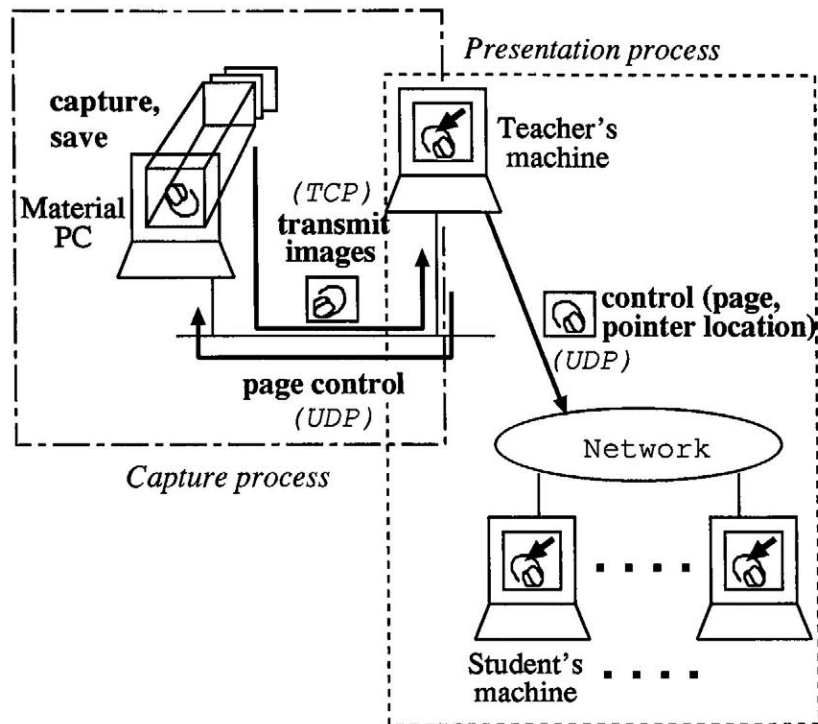 Presentation process
capture,
save
Teacher's
machine
Material
PC
(TCP)
transmit
images
control (page,
pointer location)
(UDP)
page control
(UDP)
Network
Capture process
Student's
machine